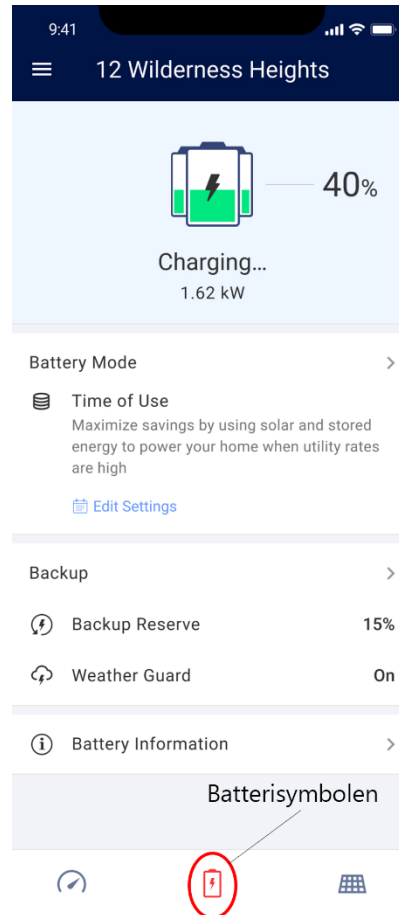 9:41
12 Wilderness Heights
40%
Charging...
1.62 kW
Battery Mode
Time of Use
Maximize savings by using solar and stored
energy to power your home when utility rates
are high
Edit Settings
Backup
Backup Reserve 15%
Weather Guard On
Battery Information
Batterisymbolen